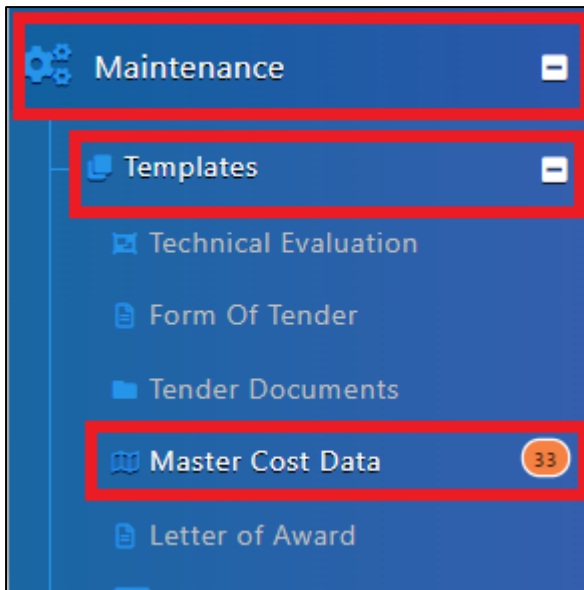 Maintenance
Templates
Technical Evaluation
Form Of Tender
Tender Documents
Master Cost Data 33
Letter of Award